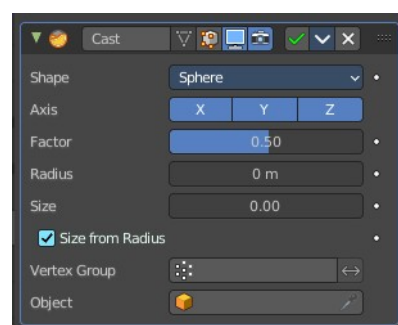 Cast
Shape Sphere
Axis X Y Z
Factor 0.50
Radius 0 m
Size 0.00
Size from Radius
Vertex Group
Object